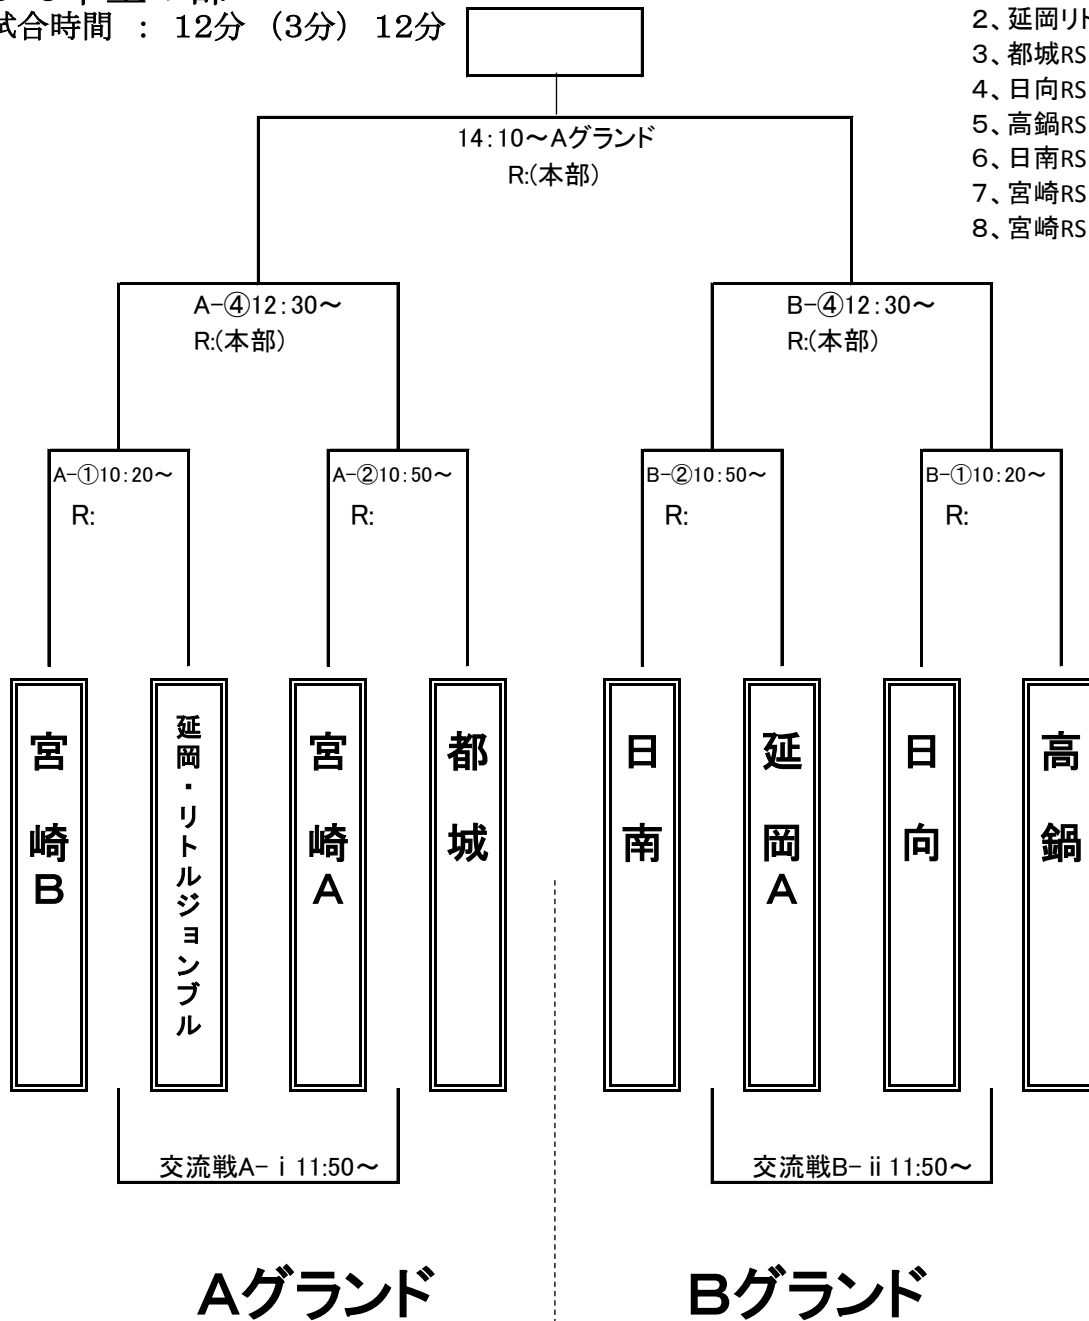 試合時間 ： 12分 (3分) 12分
2、延岡リト
3、都城RS
4、日向RS
5、高鍋RS
6、日南RS
7、宮崎RS
8、宮崎RS
14:10～Aグランド
R:(本部)
A-④12:30～
R:(本部)
B-④12:30～
R:(本部)
A-①10:20～
R:
A-②10:50～
R:
B-②10:50～
R:
B-①10:20～
R:
宮崎B
延岡・リトルジョンブル
宮崎A
都城
日南
延岡A
日向
高鍋
交流戦A-ⅰ11:50～
交流戦B-ⅱ11:50～
Aグランド
Bグランド